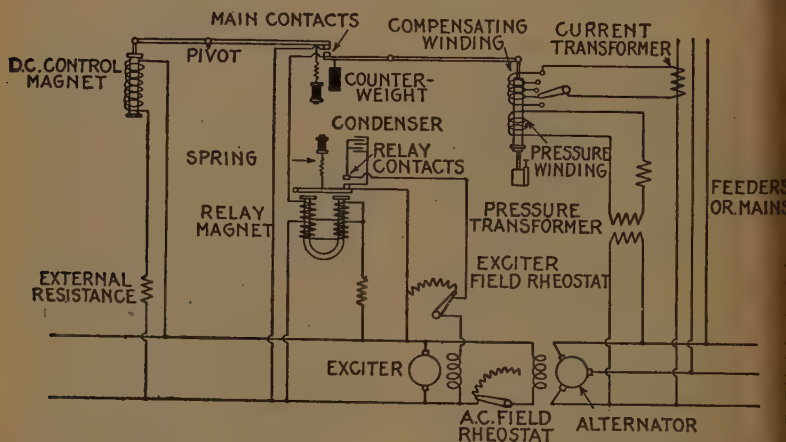 MAIN CONTACTS
COMPENSATING
WINDING
CURRENT
TRANSFORMER
D.C. CONTROL
MAGNET
PIVOT
COUNTER-
WEIGHT
CONDENSER
RELAY
CONTACTS
SPRING
PRESSURE
WINDING
RELAY
MAGNET
PRESSURE
TRANSFORMER
FEEDERS
OR MAINS
EXTERNAL
RESISTANCE
EXCITER
FIELD RHEOSTAT
EXCITER
A.C. FIELD
RHEOSTAT
ALTERNATOR